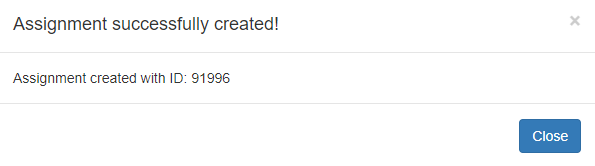 Assignment successfully created!
×
Assignment created with ID: 91996
Close